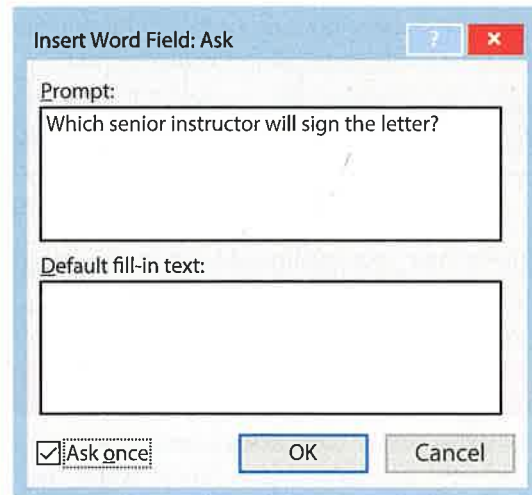 Insert Word Field: Ask ? ×
Prompt:
Which senior instructor will sign the letter?
Default fill-in text:
Ask once OK Cancel